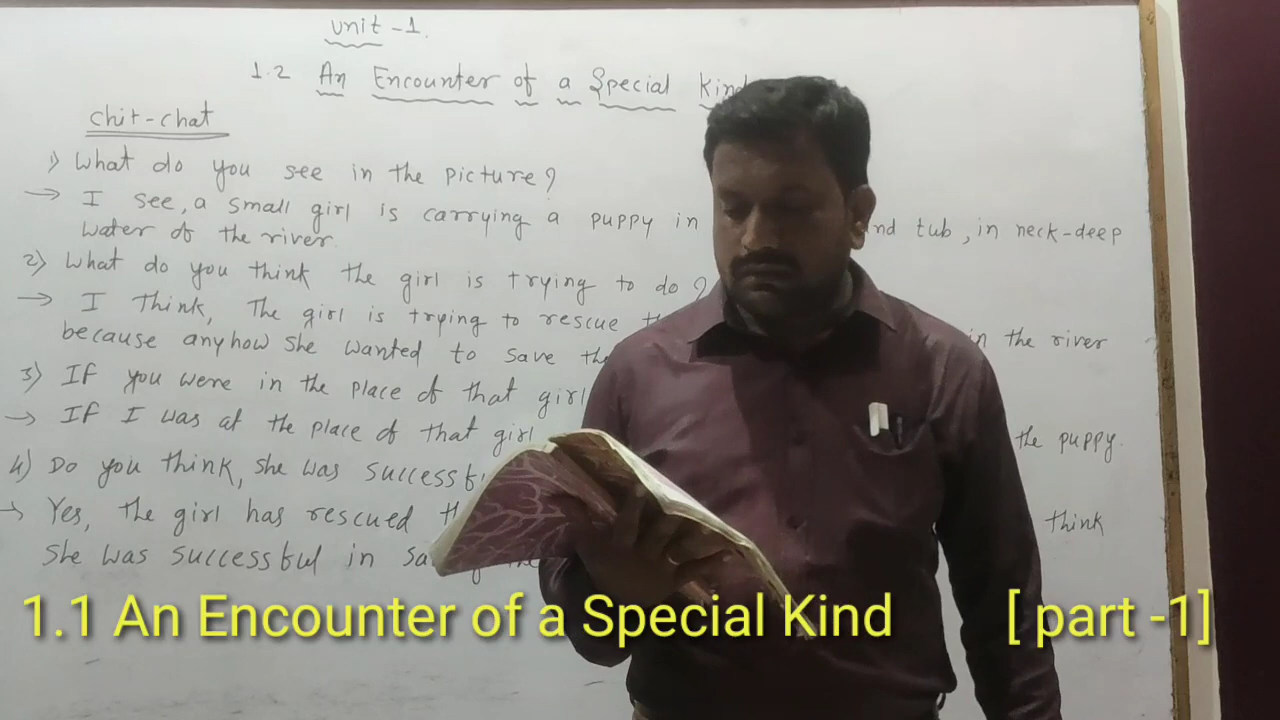 Unit -1.
1.2 An Encounter of a Special Kind
chit-chat
1) What do you see in the picture?
→ I see, a small girl is carrying a puppy in nd tub, in neck-deep
water of the river.
2) What do you think the girl is trying to do?
→ I think, The girl is trying to rescue in the river
because anyhow she wanted to save
3) If you were in the place of that girl
→ If I was at the place of that girl the puppy.
4) Do you think, she was
→ Yes, the girl has rescued think
she was successful in
1.1 An Encounter of a Special Kind [ part -1]